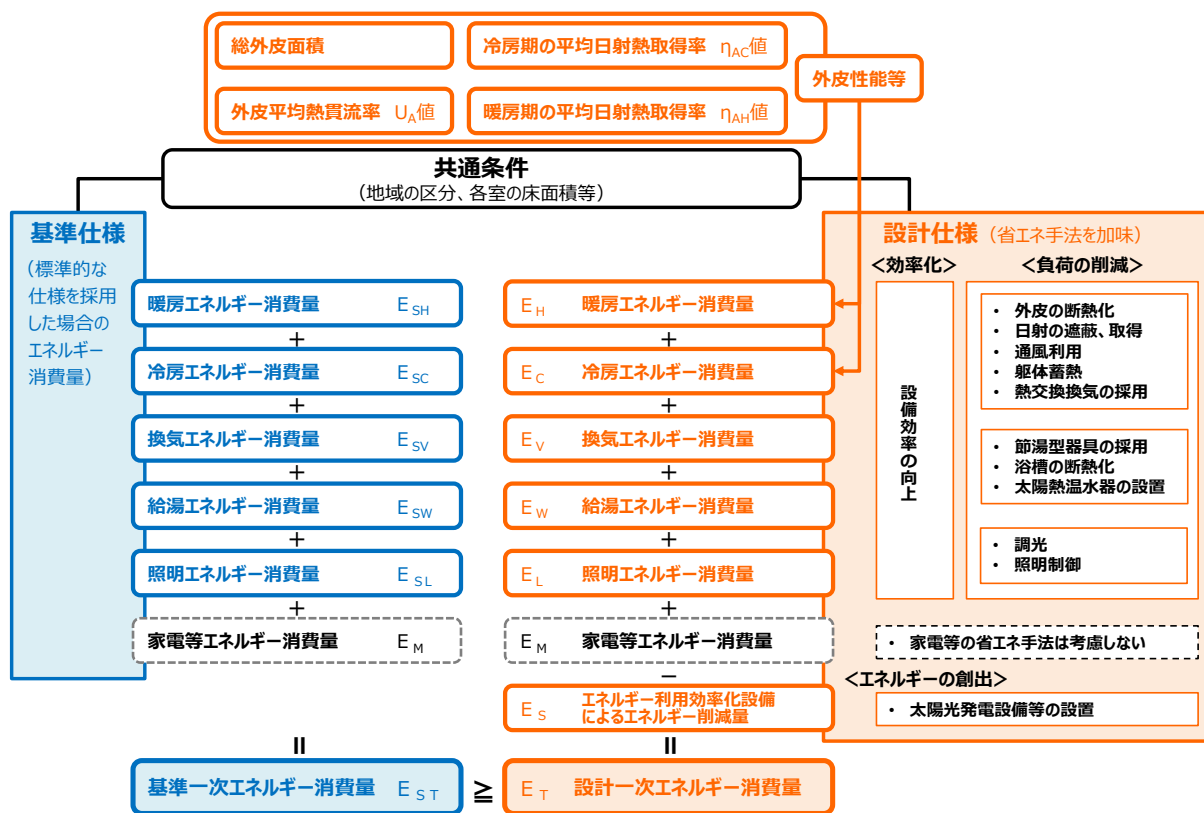 総外皮面積
冷房期の平均日射熱取得率 ηAC値
外皮平均熱貫流率 UA値
暖房期の平均日射熱取得率 ηAH値
外皮性能等
共通条件
(地域の区分、各室の床面積等)
基準仕様
(標準的な
仕様を採用
した場合の
エネルギー
消費量)
設計仕様(省エネ手法を加味)
<効率化>
<負荷の削減>
暖房エネルギー消費量 ESH
+
冷房エネルギー消費量 ESC
+
換気エネルギー消費量 ESV
+
給湯エネルギー消費量 ESW
+
照明エネルギー消費量 ESL
+
家電等エネルギー消費量 EM
=
基準一次エネルギー消費量 EST
≧
EH 暖房エネルギー消費量
+
EC 冷房エネルギー消費量
+
EV 換気エネルギー消費量
+
EW 給湯エネルギー消費量
+
EL 照明エネルギー消費量
+
EM 家電等エネルギー消費量
−
ES エネルギー利用効率化設備
によるエネルギー削減量
=
ET 設計一次エネルギー消費量
設備効率の向上
・ 外皮の断熱化
・ 日射の遮蔽、取得
・ 通風利用
・ 躯体蓄熱
・ 熱交換換気の採用
・ 節湯型器具の採用
・ 浴槽の断熱化
・ 太陽熱温水器の設置
・ 調光
・ 照明制御
・ 家電等の省エネ手法は考慮しない
<エネルギーの創出>
・ 太陽光発電設備等の設置